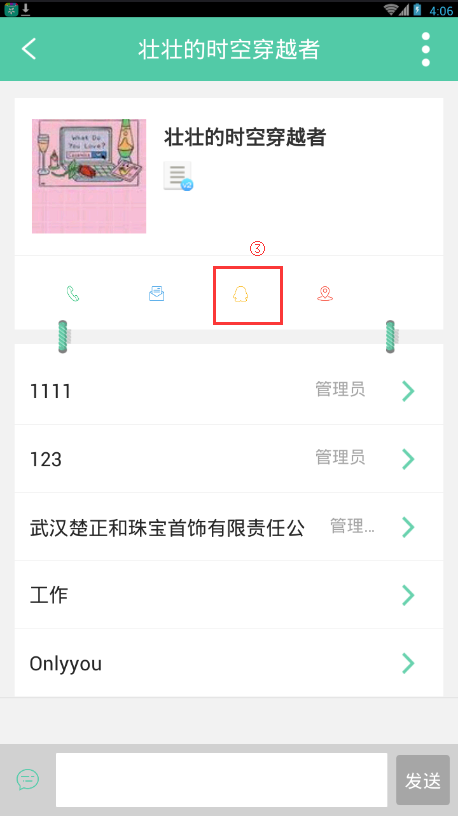 4:06
壮壮的时空穿越者
What Do
You Love?
壮壮的时空穿越者
V2
③
1111 管理员
123 管理员
武汉楚正和珠宝首饰有限责任公 管理...
工作
Onlyyou
发送